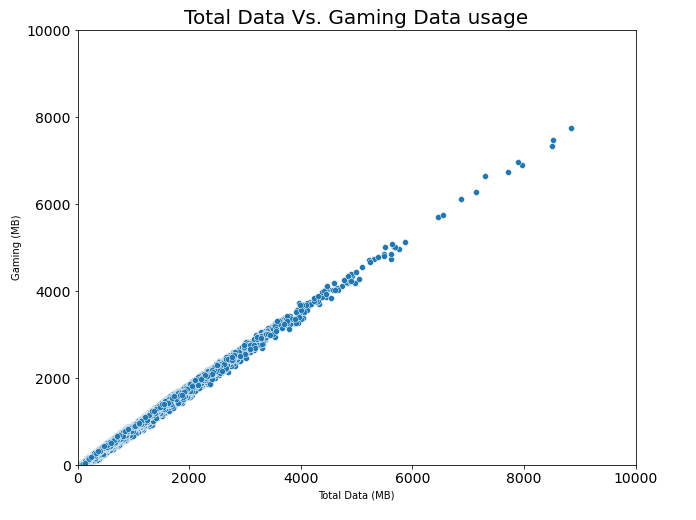 Total Data Vs. Gaming Data usage
10000
8000
6000
4000
2000
0
Gaming (MB)
0 2000 4000 6000 8000 10000
Total Data (MB)